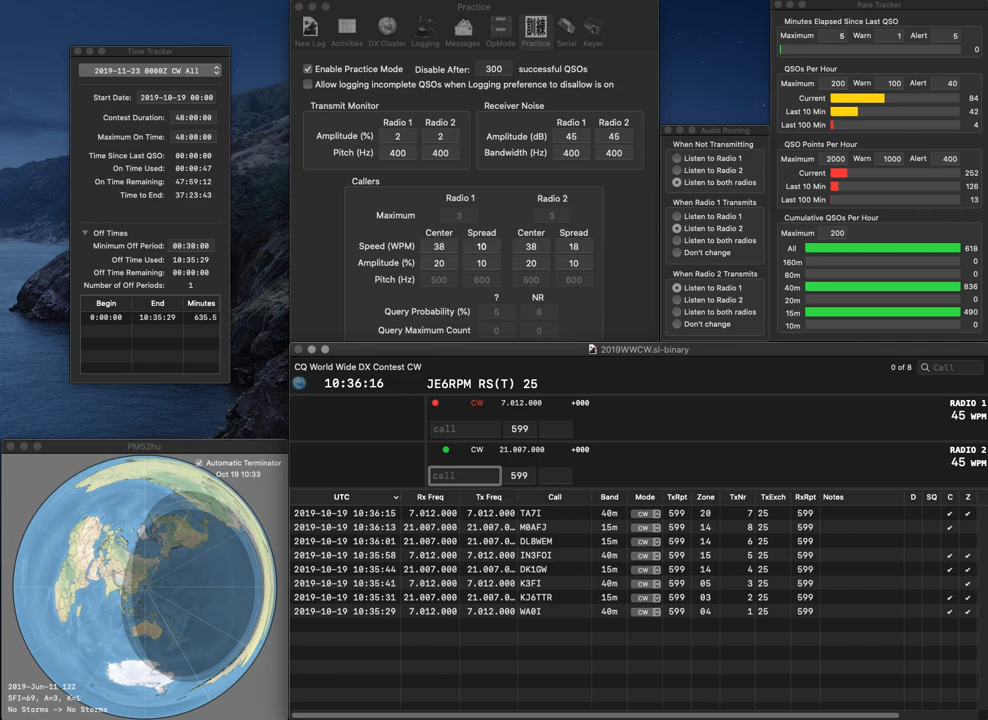 Time Tracker
2019-11-23 0000Z CW All
Start Date: 2019-10-19 00:00
Contest Duration: 48:00:00
Maximum On Time: 48:00:00
Time Since Last QSO: 00:00:00
On Time Used: 00:00:47
On Time Remaining: 47:59:12
Time to End: 37:23:43
Off Times
Minimum Off Period: 00:30:00
Off Time Used: 10:35:29
Off Time Remaining: 00:00:00
Number of Off Periods: 1
Begin End Minutes
0:00:00 10:35:29 635.5
Practice
New Log Activities DX Cluster Logging Messages OpMode Practice Serial Keyer
訓練
Enable Practice Mode Disable After: 300 successful QSOs
Allow logging incomplete QSOs when Logging preference to disallow is on
Transmit Monitor
Radio 1 Radio 2
Amplitude (%) 2 2
Pitch (Hz) 400 400
Receiver Noise
Radio 1 Radio 2
Amplitude (dB) 45 45
Bandwidth (Hz) 400 400
Callers
Radio 1 Radio 2
Maximum 3 3
Center Spread Center Spread
Speed (WPM) 38 10 38 18
Amplitude (%) 20 10 20 10
Pitch (Hz) 500 600 500 600
? NR
Query Probability (%) 5 8
Query Maximum Count 0 0
Audio Routing
When Not Transmitting
Listen to Radio 1
Listen to Radio 2
Listen to both radios
When Radio 1 Transmits
Listen to Radio 1
Listen to Radio 2
Listen to both radios
Don't change
When Radio 2 Transmits
Listen to Radio 1
Listen to Radio 2
Listen to both radios
Don't change
Rate Tracker
Minutes Elapsed Since Last QSO
Maximum 5 Warn 1 Alert 5
0
QSOs Per Hour
Maximum 200 Warn 100 Alert 40
Current 84
Last 10 Min 42
Last 100 Min 4
QSO Points Per Hour
Maximum 2000 Warn 1000 Alert 400
Current 252
Last 10 Min 126
Last 100 Min 13
Cumulative QSOs Per Hour
Maximum 200
All 618
160m 0
80m 0
40m 836
20m 0
15m 490
10m 0
PM52hu
Automatic Terminator
Oct 19 10:33
2019-Jun-11 12Z
SFI=69, A=3, K=1
No Storms -> No Storms
2019WWCW.sl-binary
CQ World Wide DX Contest CW 0 of 8 Call
10:36:16 JE6RPM RS(T) 25
CW 7.012.000 +000 RADIO 1
call 599 45 WPM
CW 21.007.000 +000 RADIO 2
call 599 45 WPM
UTC Rx Freq Tx Freq Call Band Mode TxRpt Zone TxNr TxExch RxRpt Notes D SQ C Z
2019-10-19 10:36:15 7.012.000 7.012.000 TA7I 40m CW 599 20 7 25 599 ✓ ✓
2019-10-19 10:36:13 21.007.000 21.007.0... M0AFJ 15m CW 599 14 8 25 599 ✓
2019-10-19 10:36:01 21.007.000 21.007.0... DL8WEM 15m CW 599 14 6 25 599
2019-10-19 10:35:58 7.012.000 7.012.000 IN3FOI 40m CW 599 15 5 25 599 ✓ ✓
2019-10-19 10:35:44 21.007.000 21.007.0... DK1GW 15m CW 599 14 4 25 599 ✓ ✓
2019-10-19 10:35:41 7.012.000 7.012.000 K3FI 40m CW 599 05 3 25 599 ✓
2019-10-19 10:35:31 21.007.000 21.007.0... KJ6TTR 15m CW 599 03 2 25 599 ✓ ✓
2019-10-19 10:35:29 7.012.000 7.012.000 WA0I 40m CW 599 04 1 25 599 ✓ ✓